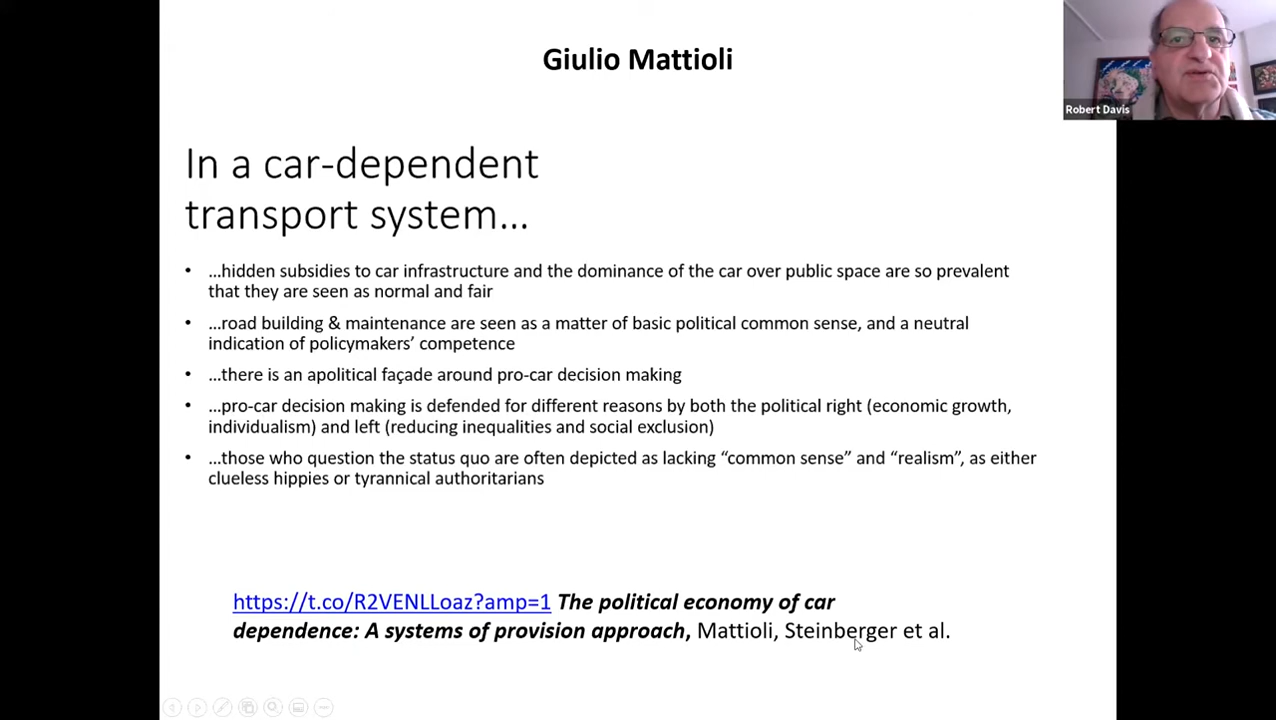 Giulio Mattioli
Robert Davis
In a car-dependent
transport system…
• …hidden subsidies to car infrastructure and the dominance of the car over public space are so prevalent
that they are seen as normal and fair
• …road building & maintenance are seen as a matter of basic political common sense, and a neutral
indication of policymakers’ competence
• …there is an apolitical façade around pro-car decision making
• …pro-car decision making is defended for different reasons by both the political right (economic growth,
individualism) and left (reducing inequalities and social exclusion)
• …those who question the status quo are often depicted as lacking “common sense” and “realism”, as either
clueless hippies or tyrannical authoritarians
https://t.co/R2VENLLoaz?amp=1 The political economy of car
dependence: A systems of provision approach, Mattioli, Steinberger et al.